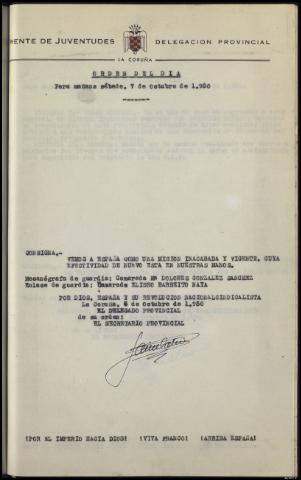 RENTE DE JUVENTUDES DELEGACION PROVINCIAL
LA CORUÑA
ORDEN DEL DIA
Para mañana sábado, 7 de Octubre de 1.950
CONSIGNA.-
VEMOS A ESPAÑA COMO UNA MISION INACABADA Y VIGENTE, CUYA
EFECTIVIDAD DE NUEVO ESTA EN NUESTRAS MANOS.
Mecanógrafo de guardia: Camarada Mª DOLORES GONZALEZ SANCHEZ
Enlace de guardia: Camarada ELISEO BARREIRO NAYA
POR DIOS, ESPAÑA Y SU REVOLUCION NACIONALSINDICALISTA
La Coruña, 6 de Octubre de 1,950
EL DELEGADO PROVINCIAL
de su orden:
EL SECRETARIO PROVINCIAL
¡POR AL IMPERIO HACIA DIOS! ¡VIVA FRANCO! ¡ARRIBA ESPAÑA!